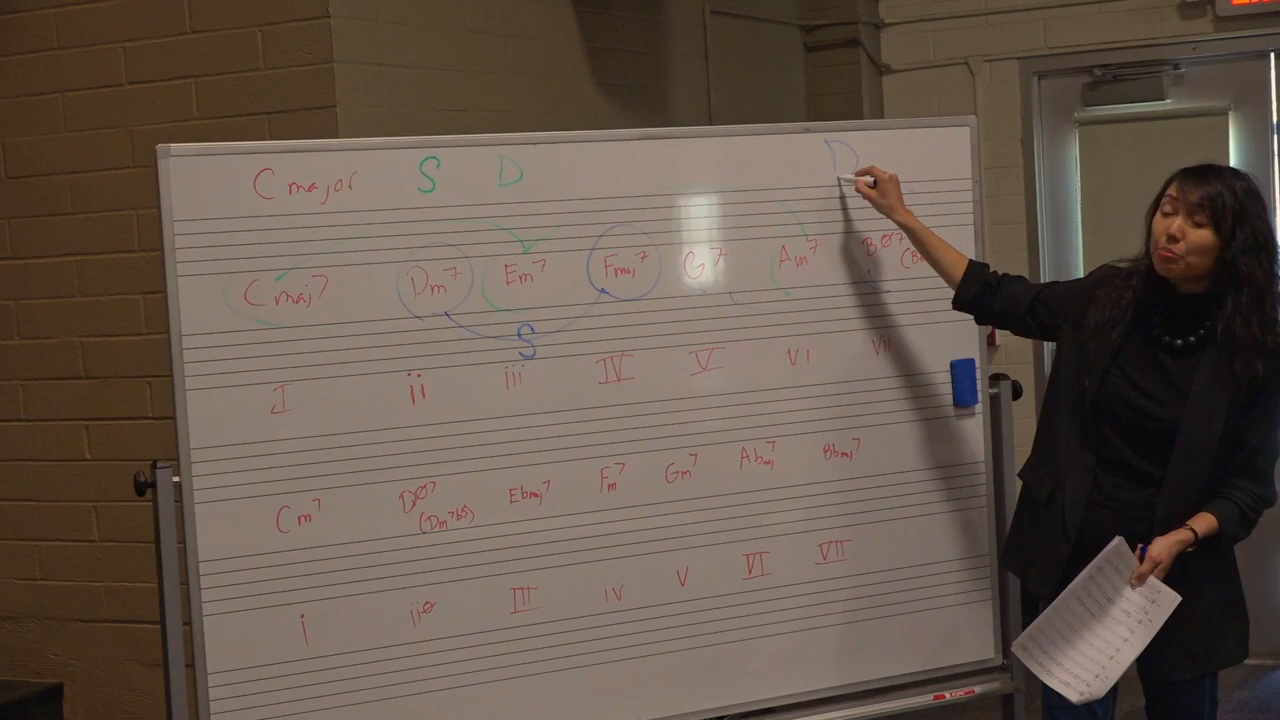 C major S D D
Cmaj7 Dm7 Em7 Fmaj7 G7 Am7 BØ7
S
I ii iii IV V vi vii
Cm7 DØ7 Ebmaj7 Fm7 Gm7 Abmaj7 Bbmaj7
(Dm7b5)
i iiø III iv V VI VII